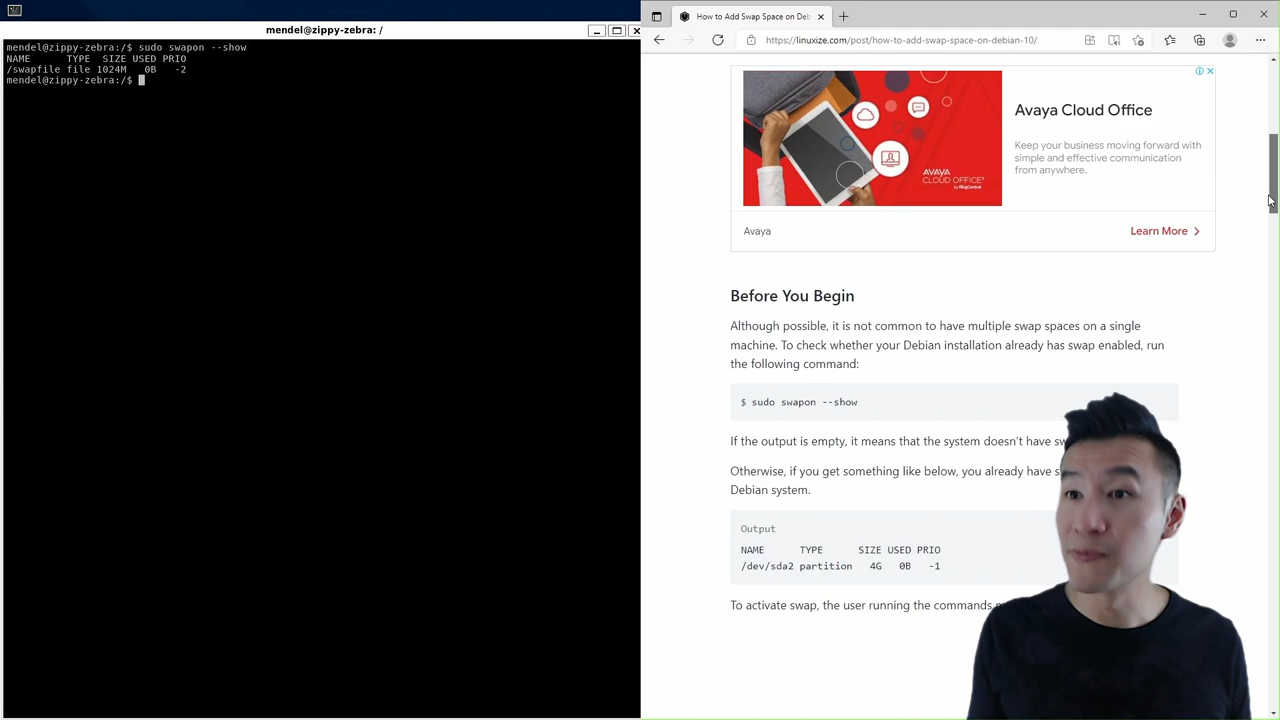 mendel@zippy-zebra: /
mendel@zippy-zebra:/$ sudo swapon --show
NAME TYPE SIZE USED PRIO
/swapfile file 1024M 0B -2
mendel@zippy-zebra:/$
How to Add Swap Space on Deb
https://linuxize.com/post/how-to-add-swap-space-on-debian-10/
AVAYA
CLOUD OFFICE
by RingCentral
Avaya Cloud Office
Keep your business moving forward with
simple and effective communication
from anywhere.
Avaya
Learn More
Before You Begin
Although possible, it is not common to have multiple swap spaces on a single
machine. To check whether your Debian installation already has swap enabled, run
the following command:
$ sudo swapon --show
If the output is empty, it means that the system doesn't have
Otherwise, if you get something like below, you already have
Debian system.
Output
NAME TYPE SIZE USED PRIO
/dev/sda2 partition 4G 0B -1
To activate swap, the user running the commands